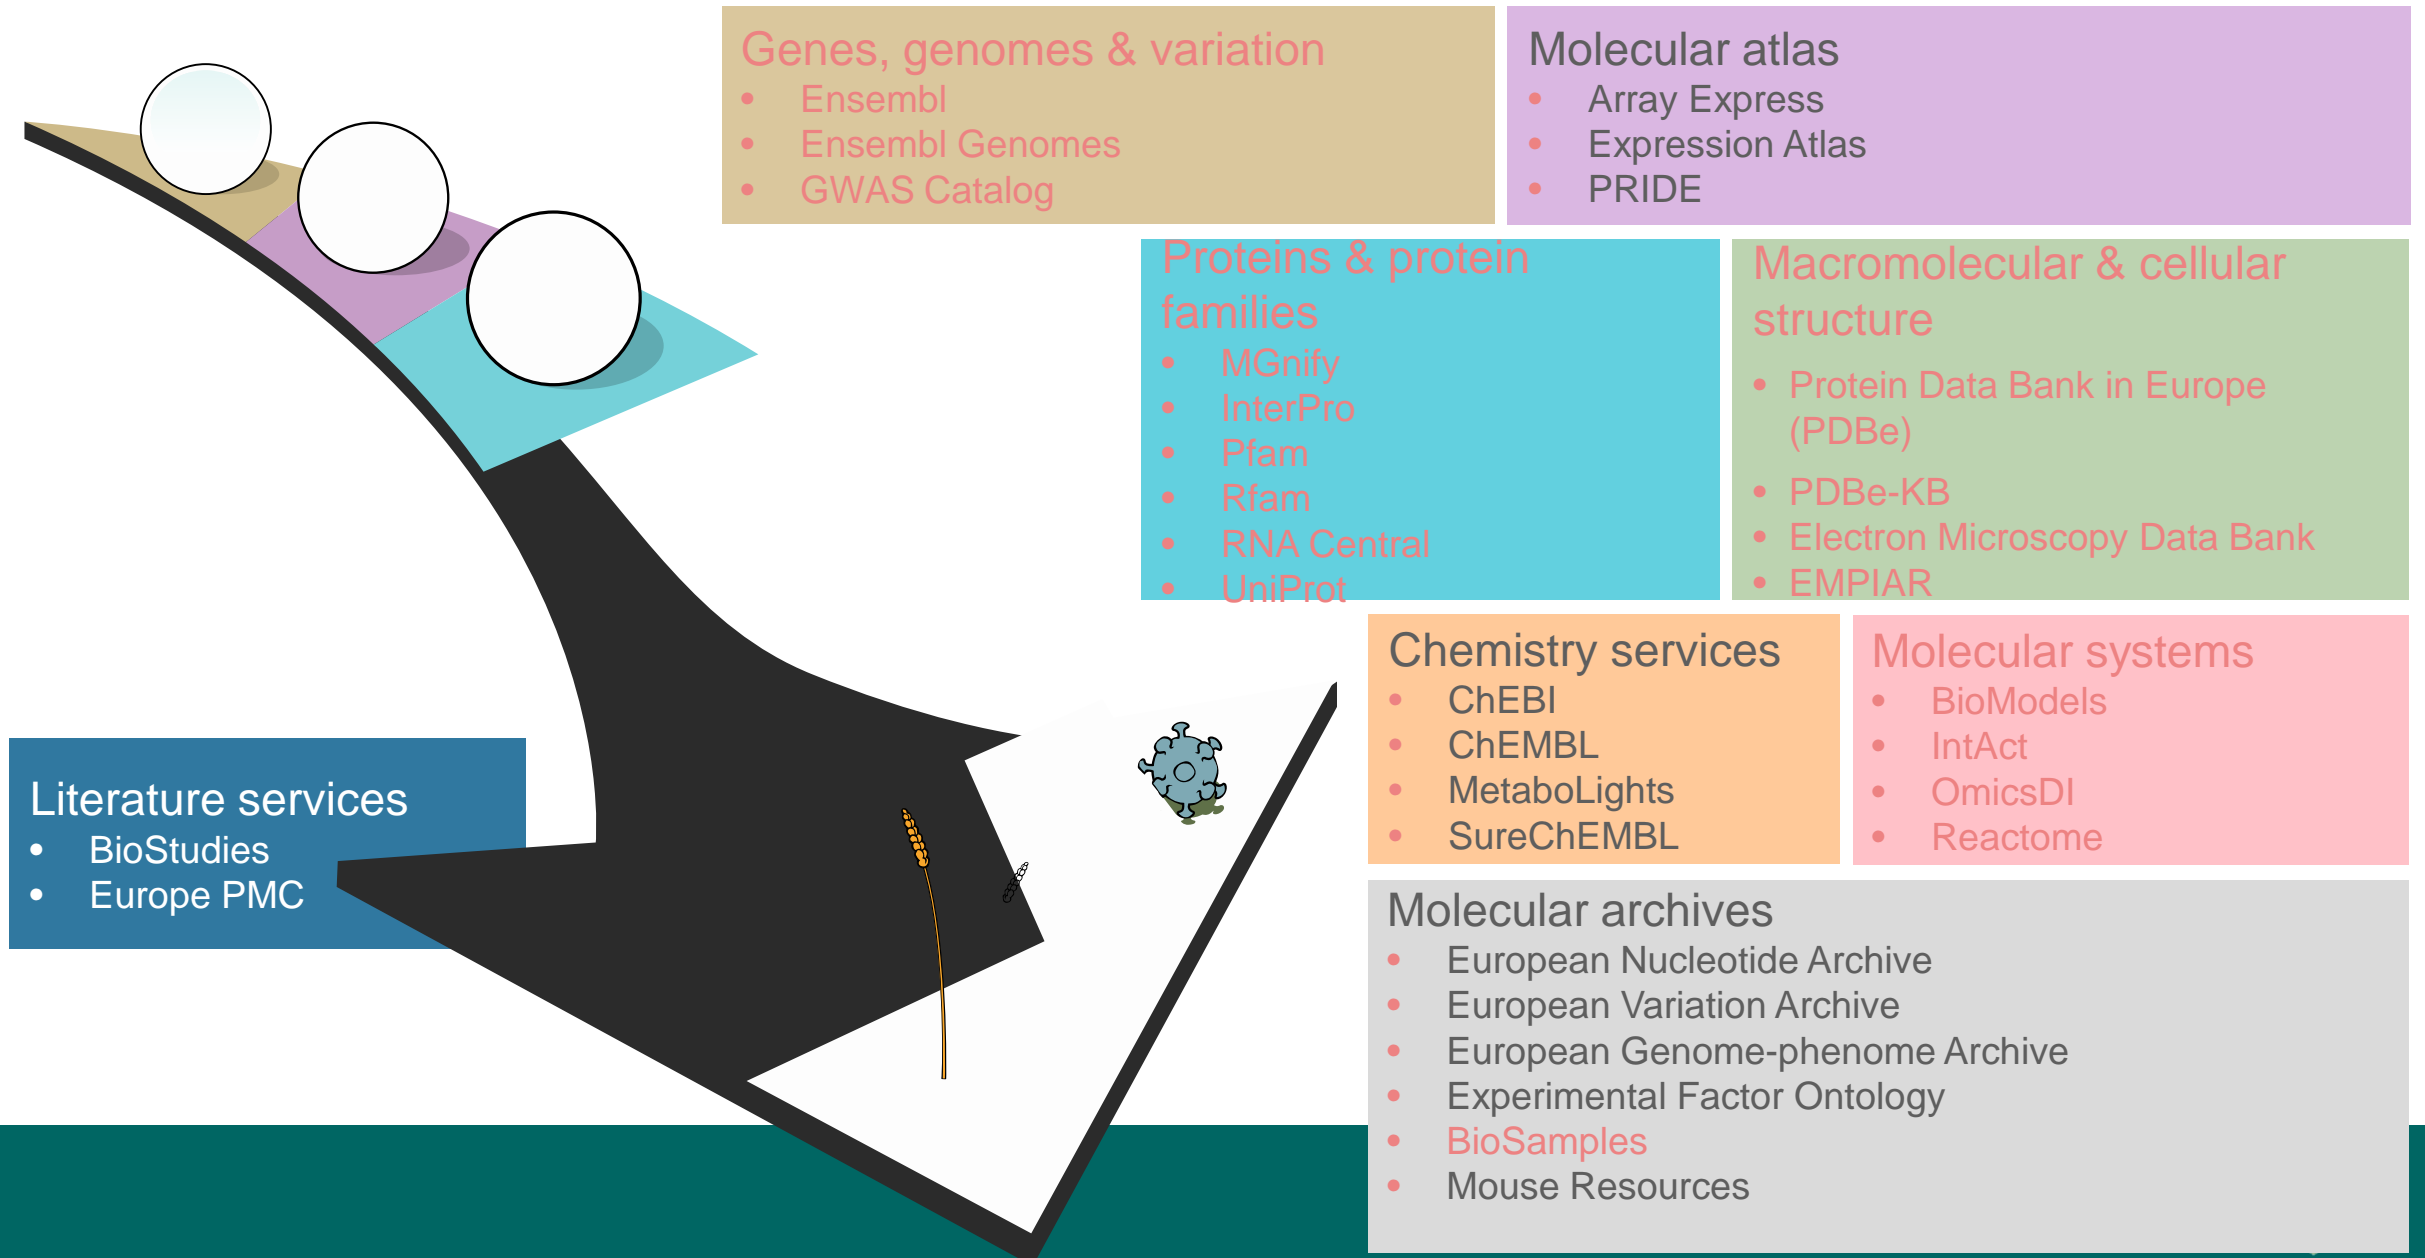 Genes, genomes & variation
• Ensembl
• Ensembl Genomes
• GWAS Catalog
Molecular atlas
• Array Express
• Expression Atlas
• PRIDE
Proteins & protein
families
• MGnify
• InterPro
• Pfam
• Rfam
• RNA Central
• UniProt
Macromolecular & cellular
structure
• Protein Data Bank in Europe
(PDBe)
• PDBe-KB
• Electron Microscopy Data Bank
• EMPIAR
Chemistry services
• ChEBI
• ChEMBL
• MetaboLights
• SureChEMBL
Molecular systems
• BioModels
• IntAct
• OmicsDI
• Reactome
Literature services
• BioStudies
• Europe PMC
Molecular archives
• European Nucleotide Archive
• European Variation Archive
• European Genome-phenome Archive
• Experimental Factor Ontology
• BioSamples
• Mouse Resources